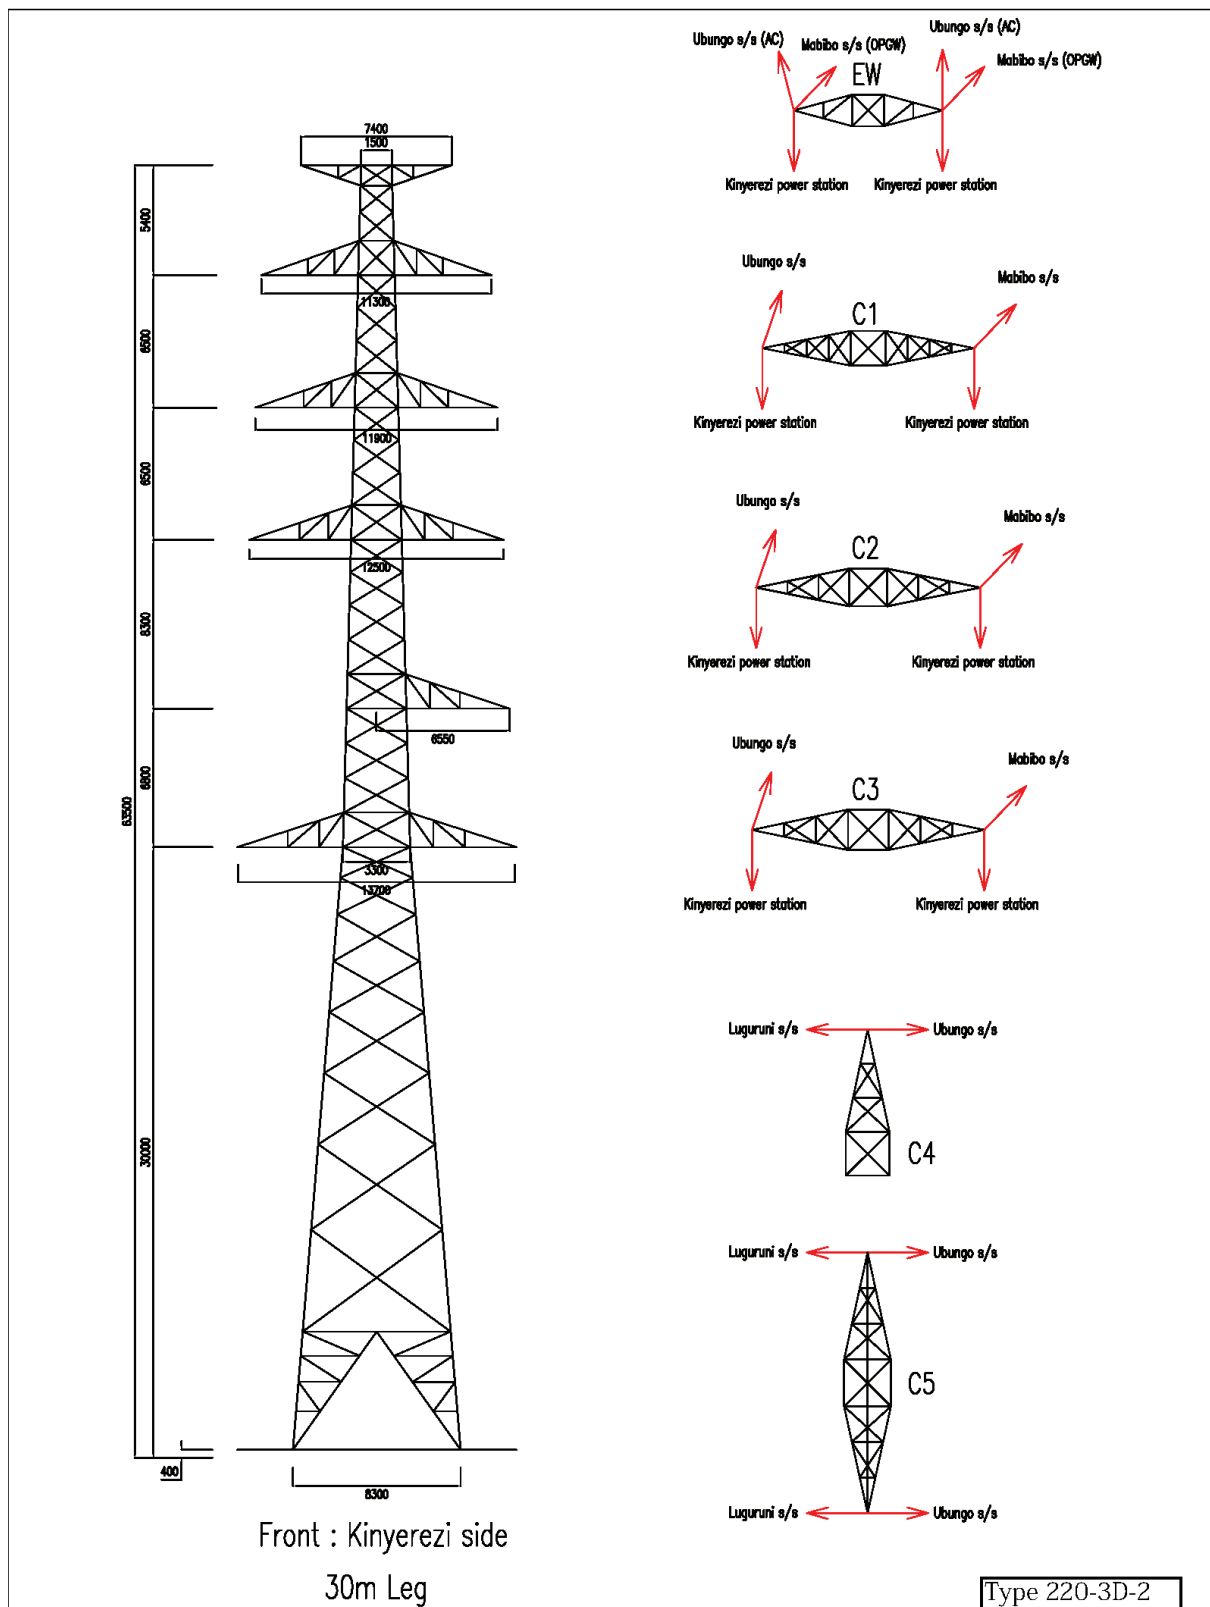 Ubungo s/s (AC)
Ubungo s/s (AC)
Mabibo s/s (OPGW)
Mabibo s/s (OPGW)
EW
Kinyerezi power station
Kinyerezi power station
7400
1500
5400
11300
6500
11900
6500
12500
8300
6550
6800
63500
3300
13700
30000
400
8300
Front : Kinyerezi side
30m Leg
Ubungo s/s
Mabibo s/s
C1
Kinyerezi power station
Kinyerezi power station
Ubungo s/s
Mabibo s/s
C2
Kinyerezi power station
Kinyerezi power station
Ubungo s/s
Mabibo s/s
C3
Kinyerezi power station
Kinyerezi power station
Luguruni s/s
Ubungo s/s
C4
Luguruni s/s
Ubungo s/s
C5
Luguruni s/s
Ubungo s/s
Type 220-3D-2